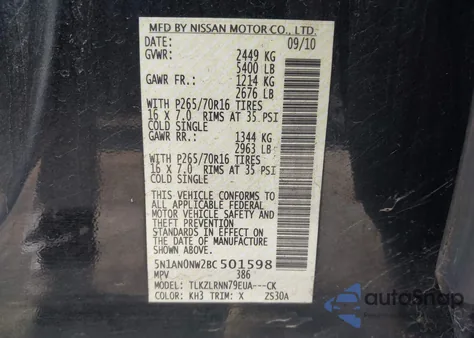 MFD BY NISSAN MOTOR CO., LTD.
DATE: 09/10
GVWR: 2449 KG
5400 LB
GAWR FR.: 1214 KG
2676 LB
WITH P265/70R16 TIRES
16 X 7.0 RIMS AT 35 PSI
COLD SINGLE
GAWR RR.: 1344 KG
2963 LB
WITH P265/70R16 TIRES
16 X 7.0 RIMS AT 35 PSI
COLD SINGLE
THIS VEHICLE CONFORMS TO
ALL APPLICABLE FEDERAL
MOTOR VEHICLE SAFETY AND
THEFT PREVENTION
STANDARDS IN EFFECT ON
THE DATE OF MANUFACTURE
SHOWN ABOVE.
5N1AN0NW2BC501598
MPV 386
MODEL: TLKZLRNN79EUA---CK
COLOR: KH3 TRIM: X ZS30A
autoSnap